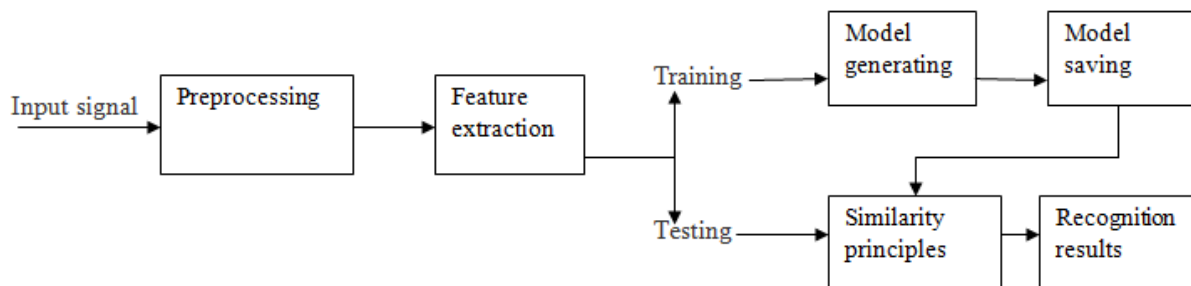 Input signal
Preprocessing
Feature
extraction
Training
Model
generating
Model
saving
Testing
Similarity
principles
Recognition
results